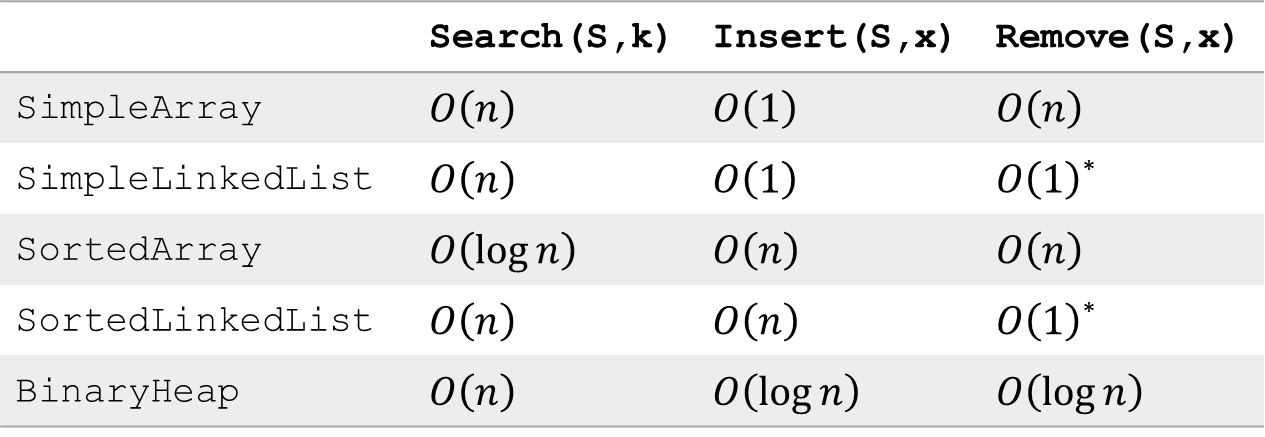 Search(S,k) Insert(S,x) Remove(S,x)
SimpleArray O(n) O(1) O(n)
SimpleLinkedList O(n) O(1) O(1)*
SortedArray O(log n) O(n) O(n)
SortedLinkedList O(n) O(n) O(1)*
BinaryHeap O(n) O(log n) O(log n)